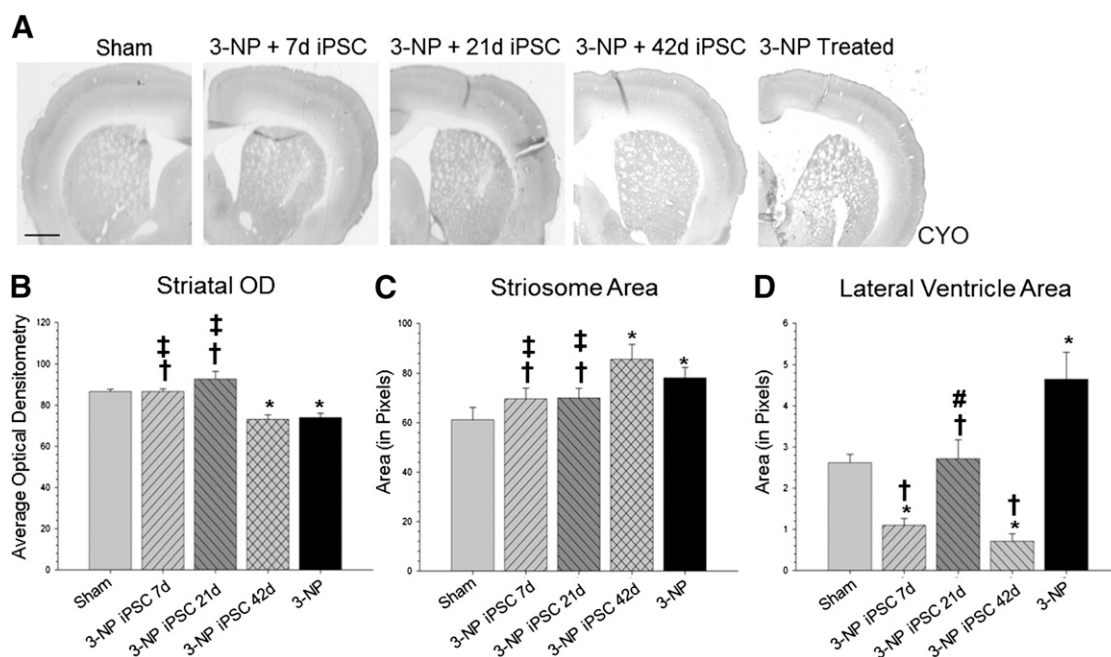 A
Sham 3-NP + 7d iPSC 3-NP + 21d iPSC 3-NP + 42d iPSC 3-NP Treated
CYO
B Striatal OD
Average Optical Densitometry
120
100
80
60
40
20
0
‡ †
‡ †
*
*
Sham
3-NP iPSC 7d
3-NP iPSC 21d
3-NP iPSC 42d
3-NP
C Striosome Area
Area (in Pixels)
100
80
60
40
20
0
‡ †
‡ †
*
*
Sham
3-NP iPSC 7d
3-NP iPSC 21d
3-NP iPSC 42d
3-NP
D Lateral Ventricle Area
Area (in Pixels)
6
5
4
3
2
1
0
† *
# †
† *
*
Sham
3-NP iPSC 7d
3-NP iPSC 21d
3-NP iPSC 42d
3-NP